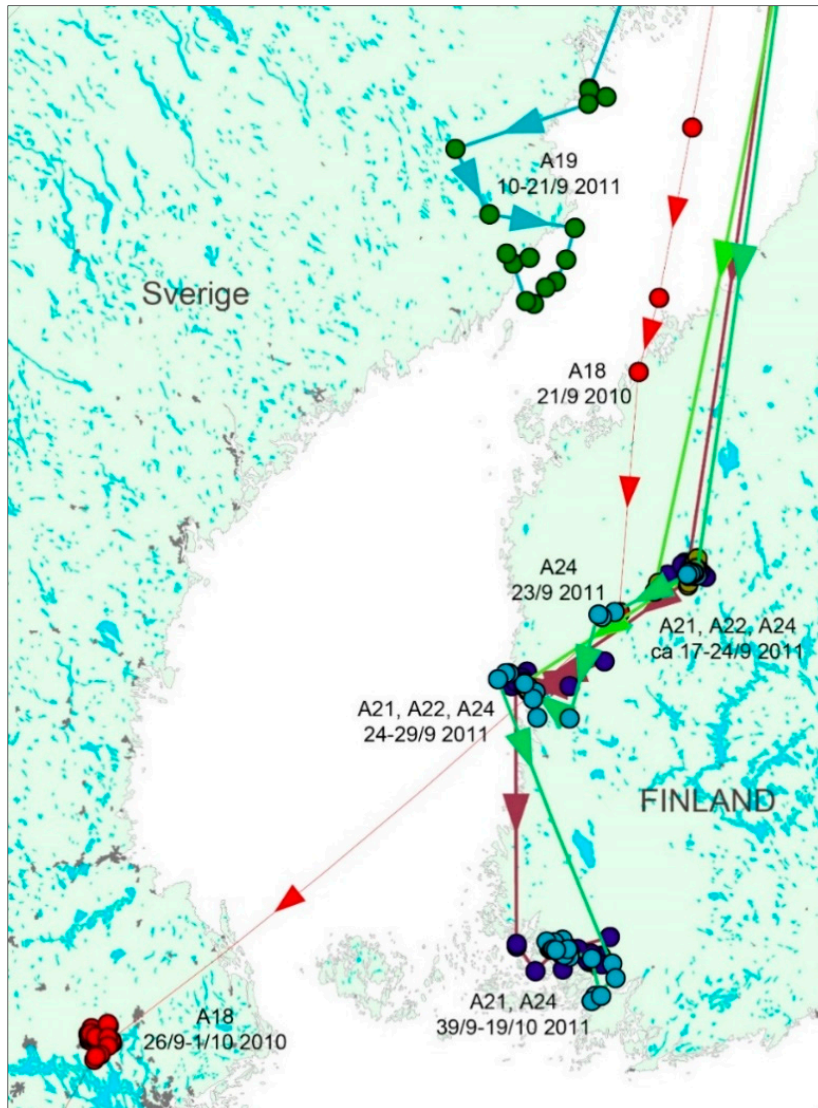 A19
10-21/9 2011
Sverige
A18
21/9 2010
A24
23/9 2011
A21, A22, A24
ca 17-24/9 2011
A21, A22, A24
24-29/9 2011
FINLAND
A21, A24
39/9-19/10 2011
A18
26/9-1/10 2010